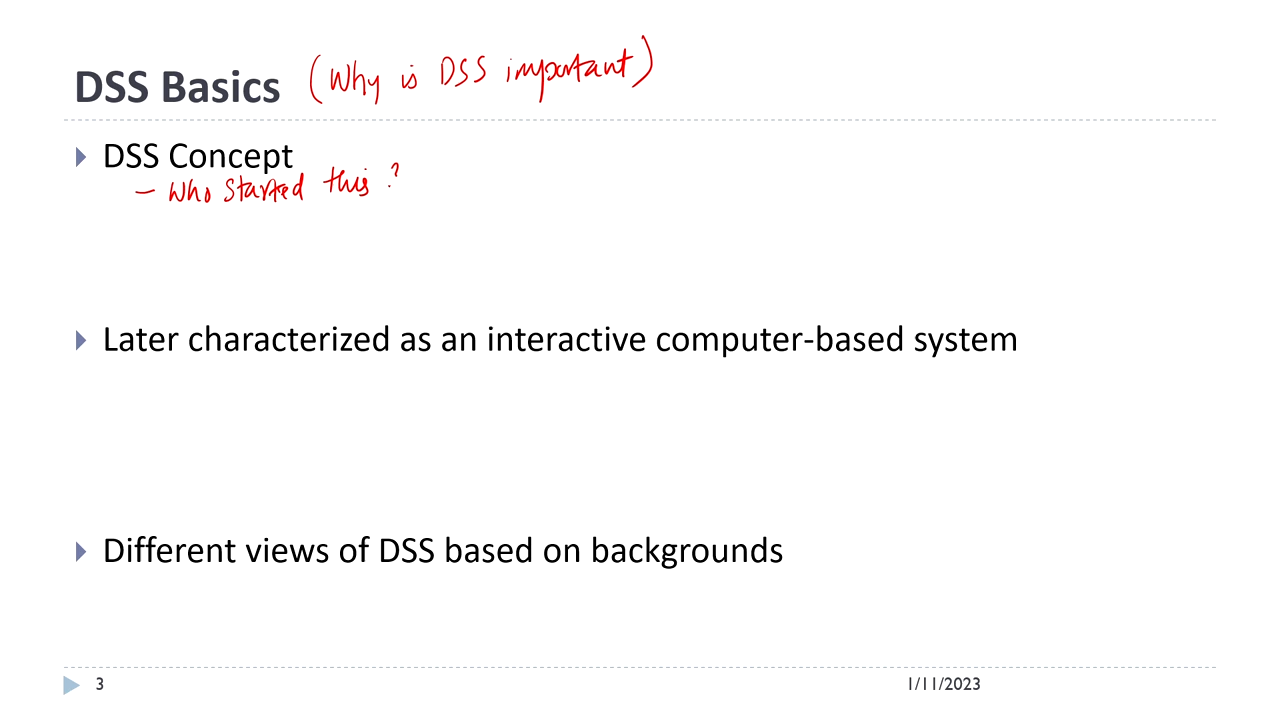 DSS Basics (Why is DSS important)
DSS Concept
- Who started this ?
Later characterized as an interactive computer-based system
Different views of DSS based on backgrounds
3 1/11/2023